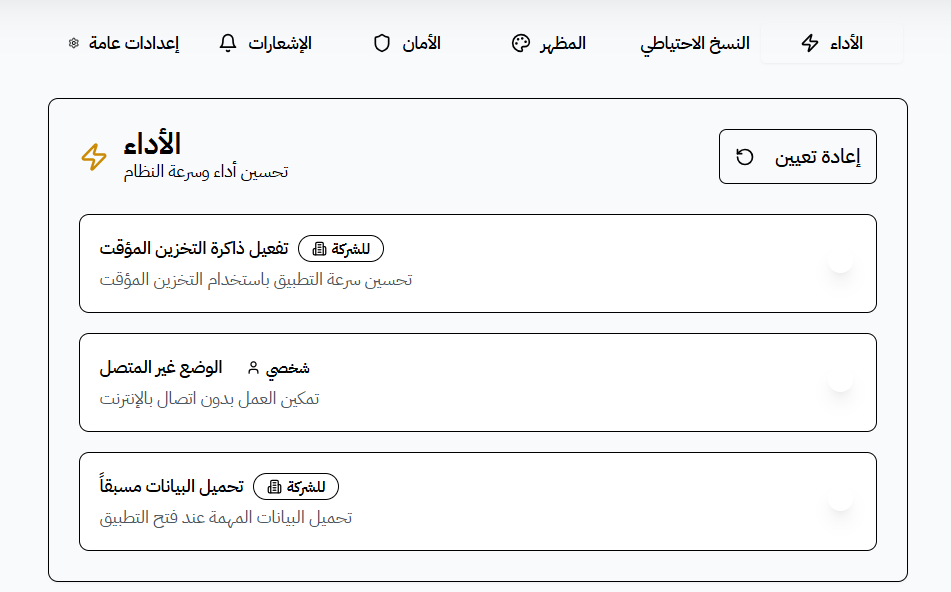 إعدادات عامة
الإشعارات
الأمان
المظهر
النسخ الاحتياطي
الأداء
الأداء
تحسين أداء وسرعة النظام
إعادة تعيين
تفعيل ذاكرة التخزين المؤقت
للشركة
تحسين سرعة التطبيق باستخدام التخزين المؤقت
الوضع غير المتصل
شخصي
تمكين العمل بدون اتصال بالإنترنت
تحميل البيانات مسبقاً
للشركة
تحميل البيانات المهمة عند فتح التطبيق